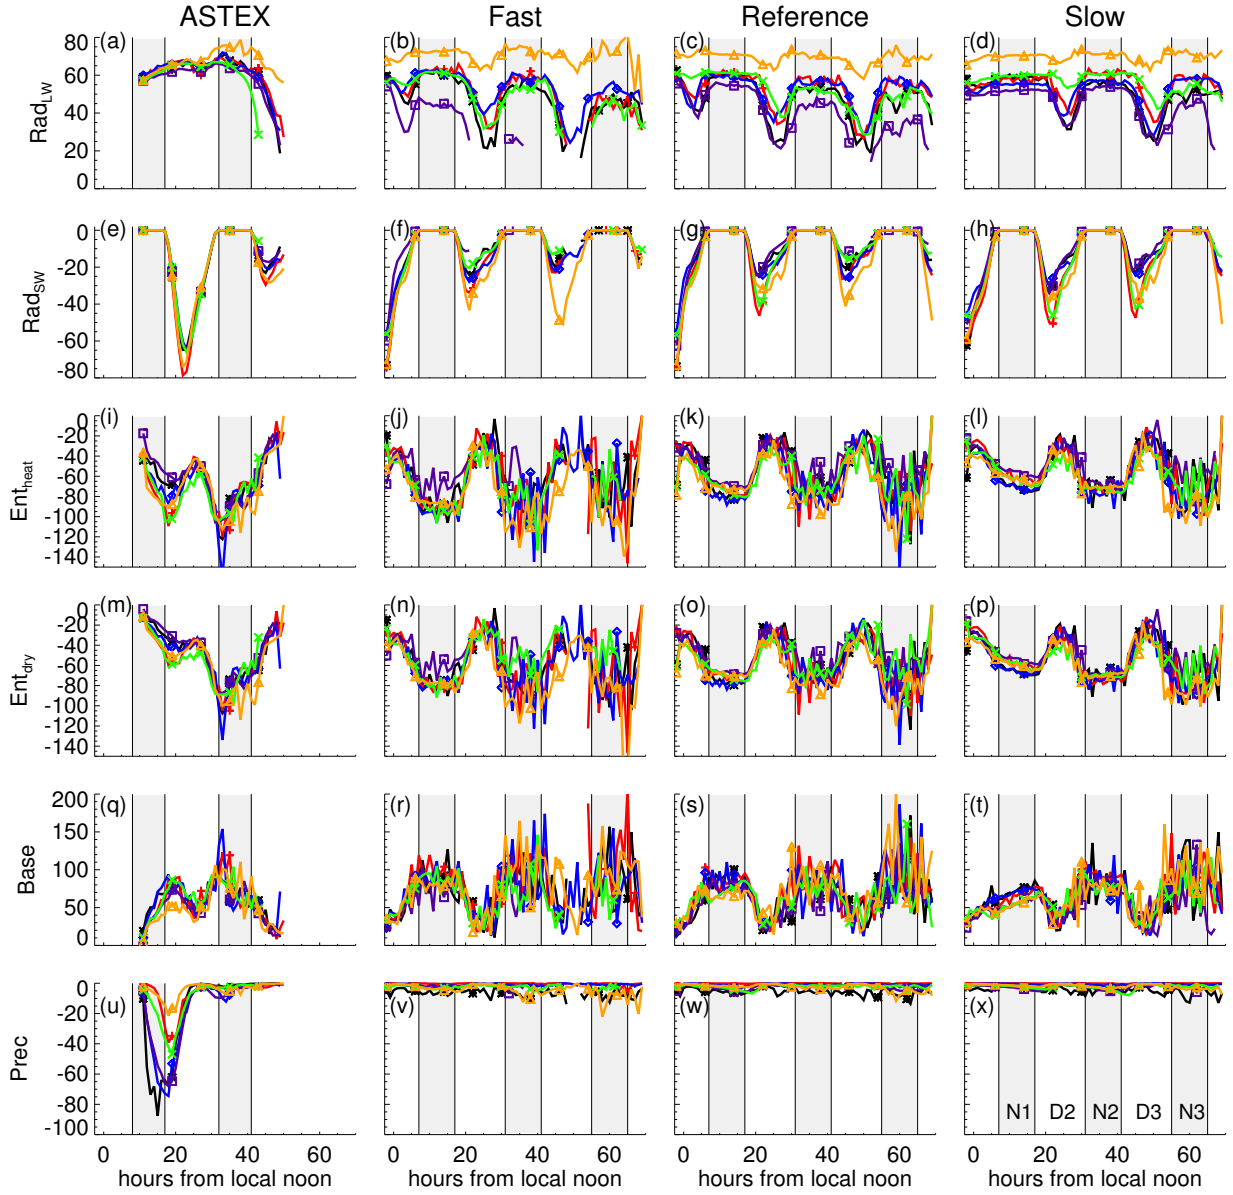 ASTEX Fast Reference Slow
Rad_LW
80
60
40
20
0
(a) (b) (c) (d)
Rad_SW
0
-20
-40
-60
-80
(e) (f) (g) (h)
Ent_heat
0
-20
-40
-60
-80
-100
-120
-140
(i) (j) (k) (l)
Ent_dry
0
-20
-40
-60
-80
-100
-120
-140
(m) (n) (o) (p)
Base
200
150
100
50
0
(q) (r) (s) (t)
Prec
0
-20
-40
-60
-80
-100
(u) (v) (w) (x)
N1 D2 N2 D3 N3
0 20 40 60 0 20 40 60 0 20 40 60 0 20 40 60
hours from local noon hours from local noon hours from local noon hours from local noon